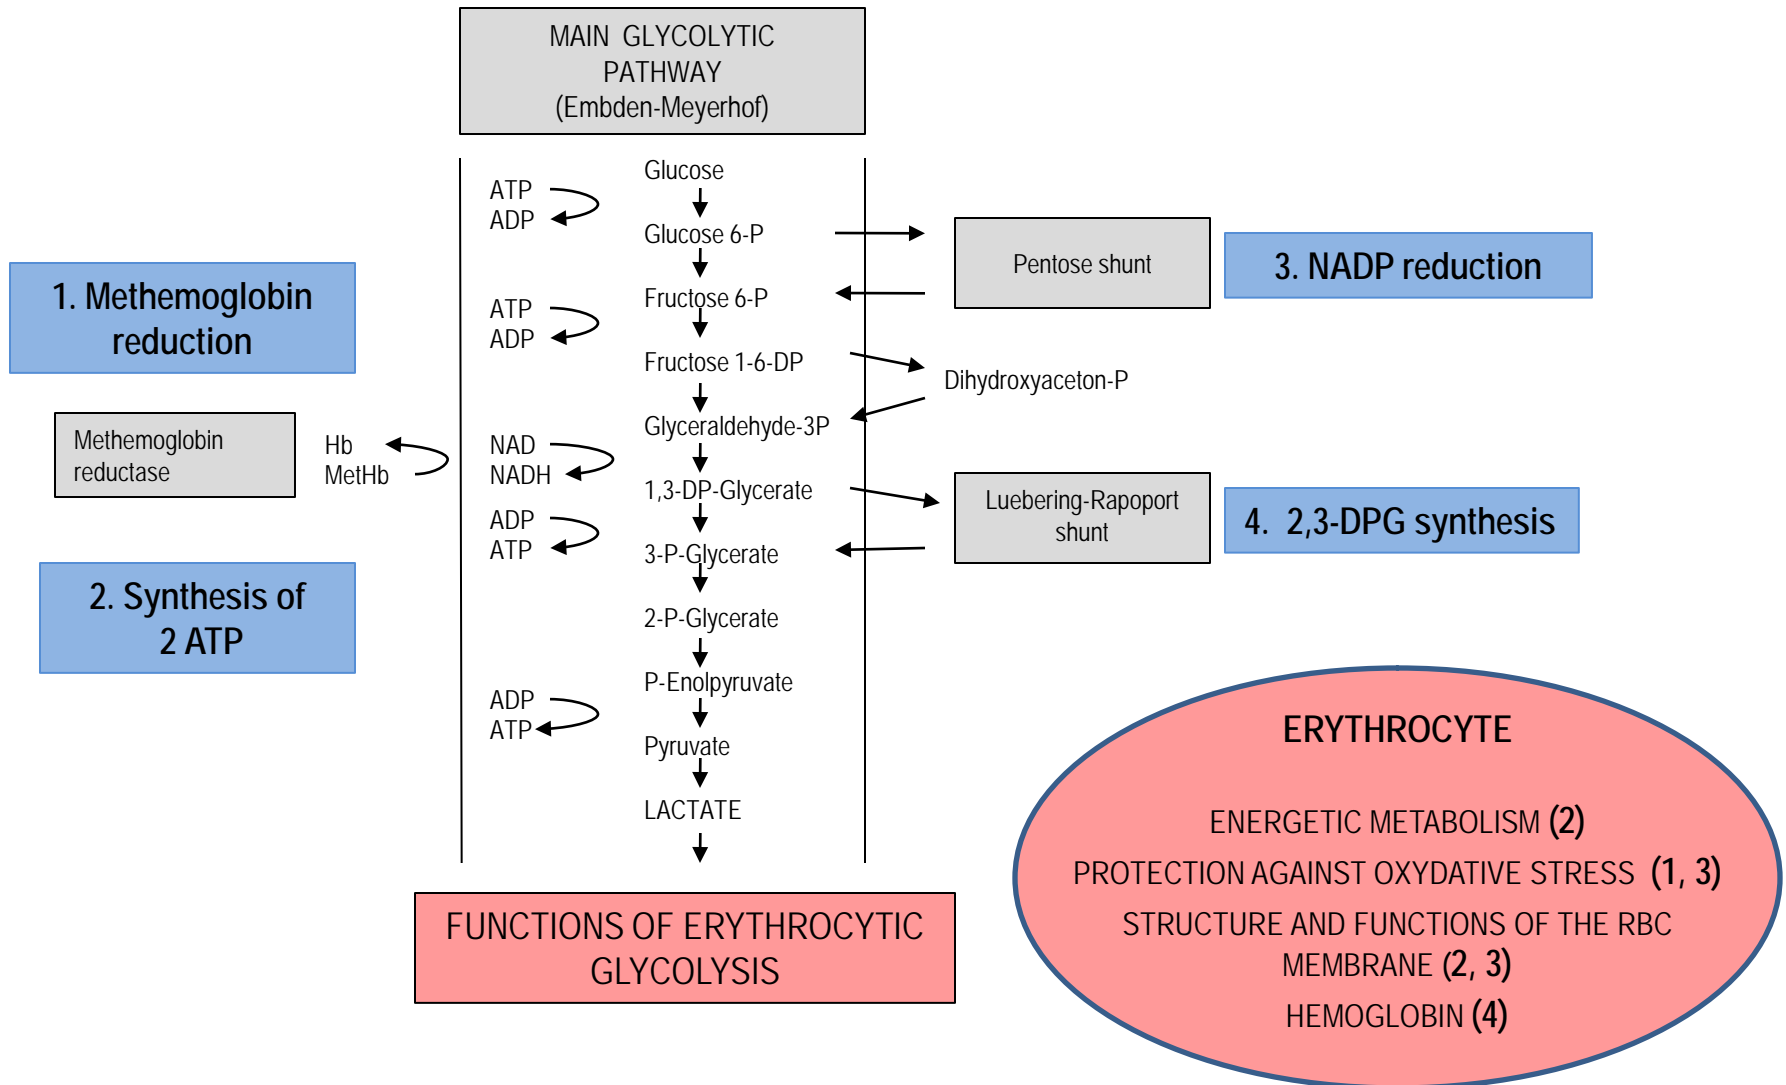 MAIN GLYCOLYTIC
PATHWAY
(Embden-Meyerhof)
Glucose
ATP
ADP
Glucose 6-P
Pentose shunt
3. NADP reduction
1. Methemoglobin
reduction
Fructose 6-P
ATP
ADP
Fructose 1-6-DP
Dihydroxyaceton-P
Glyceraldehyde-3P
Methemoglobin
reductase
Hb
MetHb
NAD
NADH
1,3-DP-Glycerate
Luebering-Rapoport
shunt
4. 2,3-DPG synthesis
ADP
ATP
3-P-Glycerate
2. Synthesis of
2 ATP
2-P-Glycerate
P-Enolpyruvate
ADP
ATP
Pyruvate
LACTATE
FUNCTIONS OF ERYTHROCYTIC
GLYCOLYSIS
ERYTHROCYTE
ENERGETIC METABOLISM (2)
PROTECTION AGAINST OXYDATIVE STRESS (1, 3)
STRUCTURE AND FUNCTIONS OF THE RBC
MEMBRANE (2, 3)
HEMOGLOBIN (4)